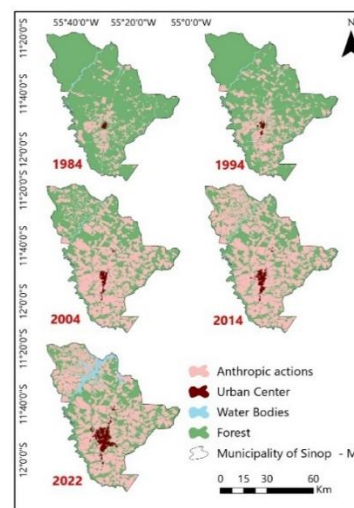 55°40'0"S 55°20'0"S 55°0'0"S
N
11°20'0"S
11°40'0"S
12°0'0"S
1984
1994
11°20'0"S
11°40'0"S
12°0'0"S
2004
2014
11°20'0"S
11°40'0"S
12°0'0"S
2022
Anthropic actions
Urban Center
Water Bodies
Forest
Municipality of Sinop - M
0 15 30 60
Km